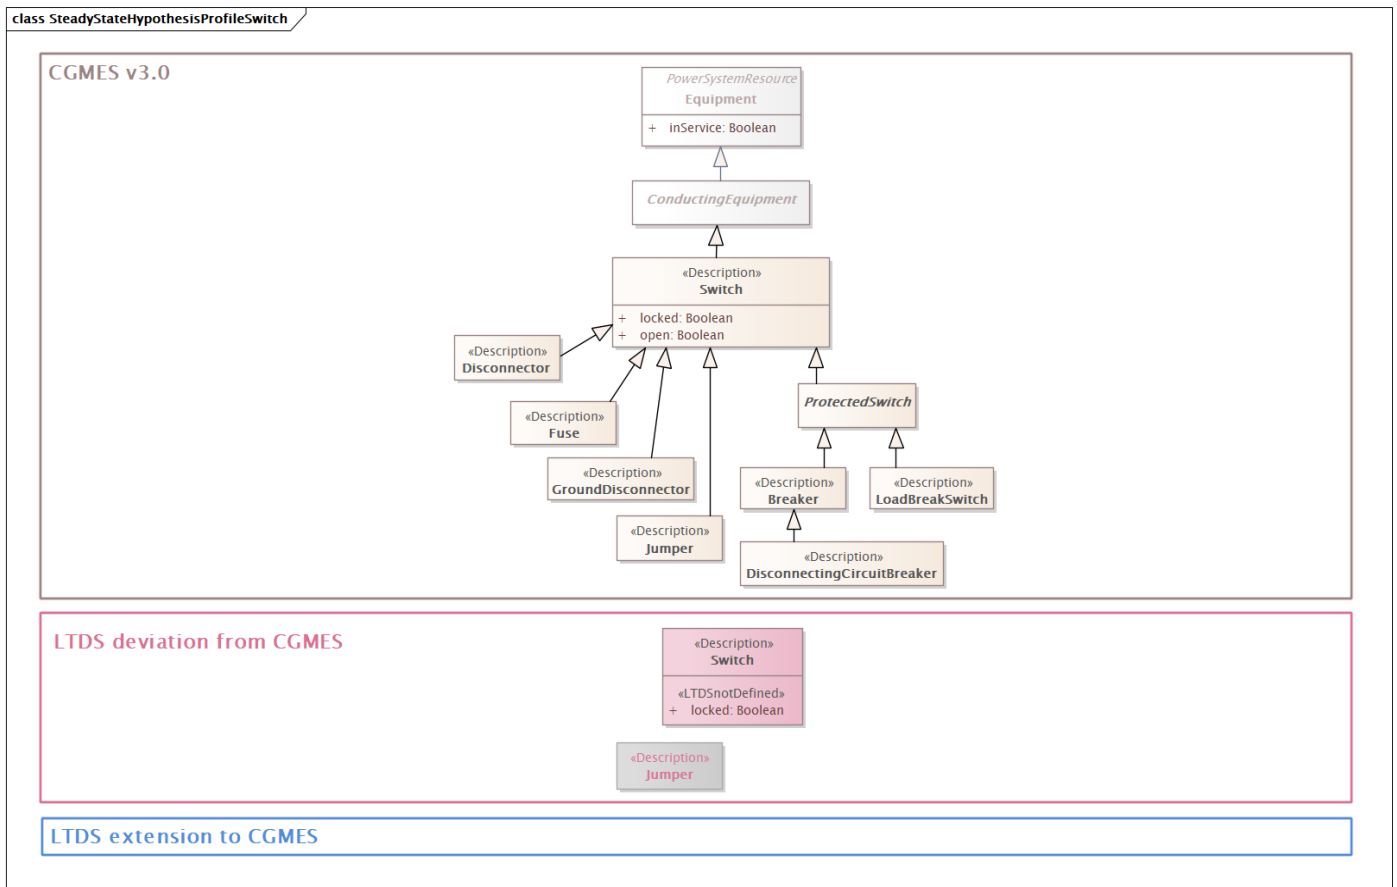 class SteadyStateHypothesisProfileSwitch
CGMES v3.0
PowerSystemResource
Equipment
+ inService: Boolean
ConductingEquipment
«Description»
Switch
+ locked: Boolean
+ open: Boolean
«Description»
Disconnector
«Description»
Fuse
«Description»
GroundDisconnector
«Description»
Jumper
ProtectedSwitch
«Description»
Breaker
«Description»
LoadBreakSwitch
«Description»
DisconnectingCircuitBreaker
LTDS deviation from CGMES
«Description»
Switch
«LTDSnotDefined»
+ locked: Boolean
«Description»
Jumper
LTDS extension to CGMES